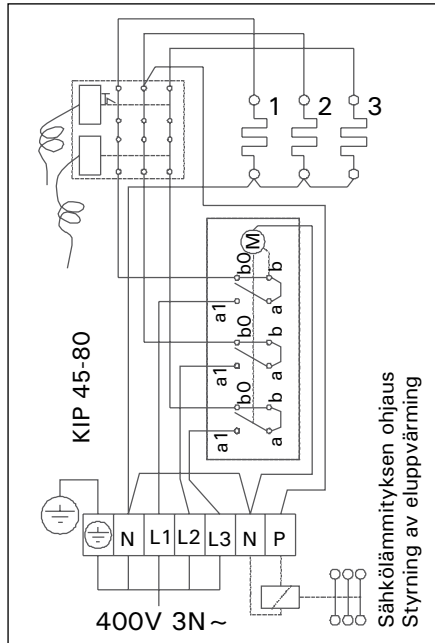 1 2 3
M
b0 b
a1 a
b0 b
a1 a
b0 b
a1 a
KIP 45-80
N L1 L2 L3 N P
400V 3N~
Sähkölämmityksen ohjaus
Styrning av eluppvärming